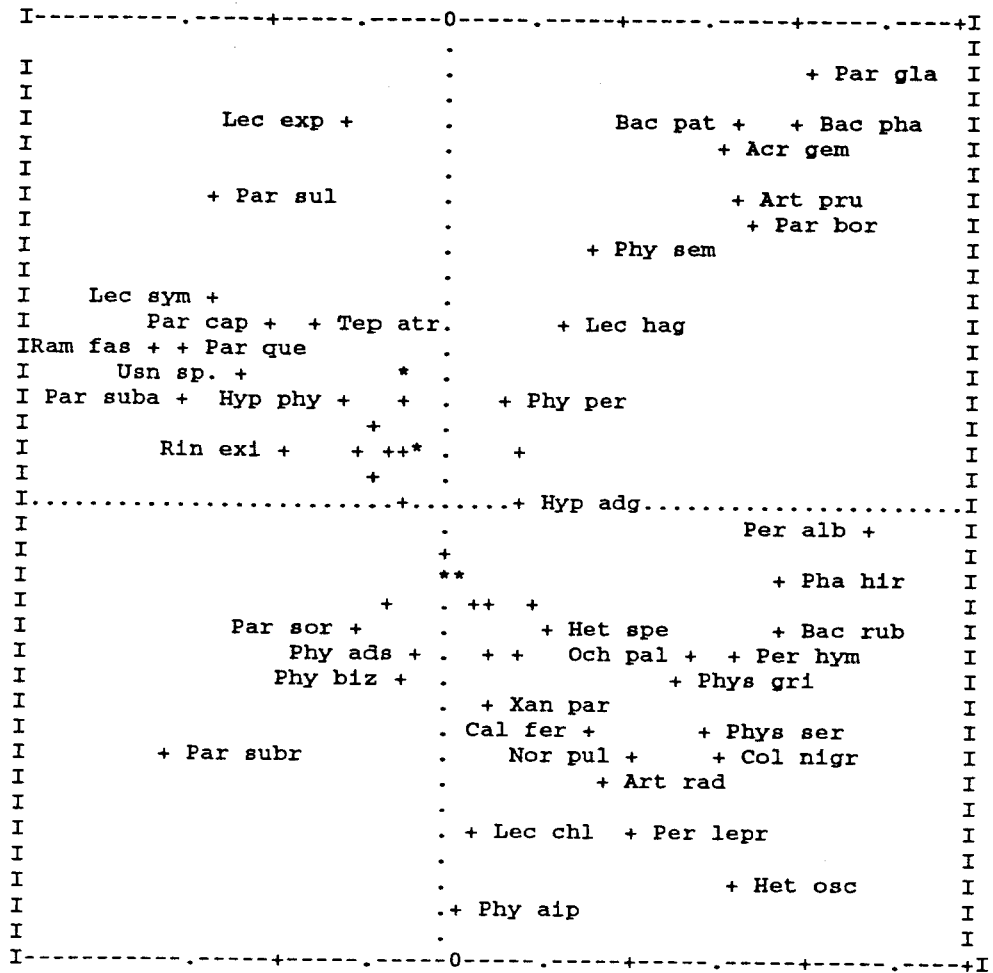 I---------.----+-----.-----0-----.----+-----.----+-----.----+I
. I
I . + Par gla I
I . I
I Lec exp + . Bac pat + + Bac pha I
I . + Acr gem I
I . I
I + Par sul . + Art pru I
I . + Par bor I
I . + Phy sem I
I . I
I Lec sym + . I
I Par cap + + Tep atr. + Lec hag I
IRam fas + + Par que . I
I Usn sp. + * . I
I Par suba + Hyp phy + + . + Phy per I
I + . I
I Rin exi + + ++* . + I
I + . I
I..........................+.......+ Hyp adg......................I
I . Per alb + I
I + I
I ** + Pha hir I
I + . ++ + I
I Par sor + . + Het spe + Bac rub I
I Phy ads + . + + Och pal + + Per hym I
I Phy biz + . + Phys gri I
I . + Xan par I
I . Cal fer + + Phys ser I
I + Par subr . Nor pul + + Col nigr I
I . + Art rad I
I . I
I . + Lec chl + Per lepr I
I . I
I . + Het osc I
I .+ Phy aip I
I . I
I---------.----+-----.-----0-----.----+-----.----+-----.----+I